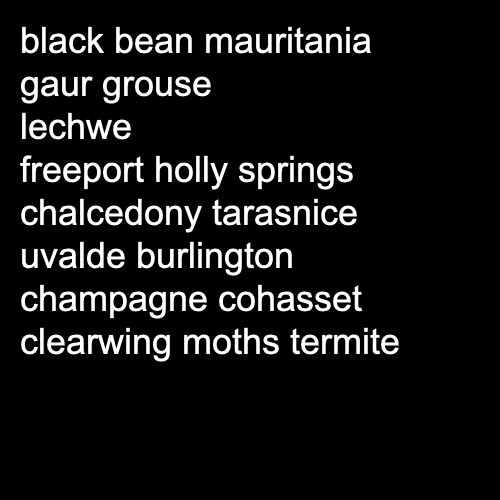 black bean mauritania
gaur grouse
lechwe
freeport holly springs
chalcedony tarasnice
uvalde burlington
champagne cohasset
clearwing moths termite